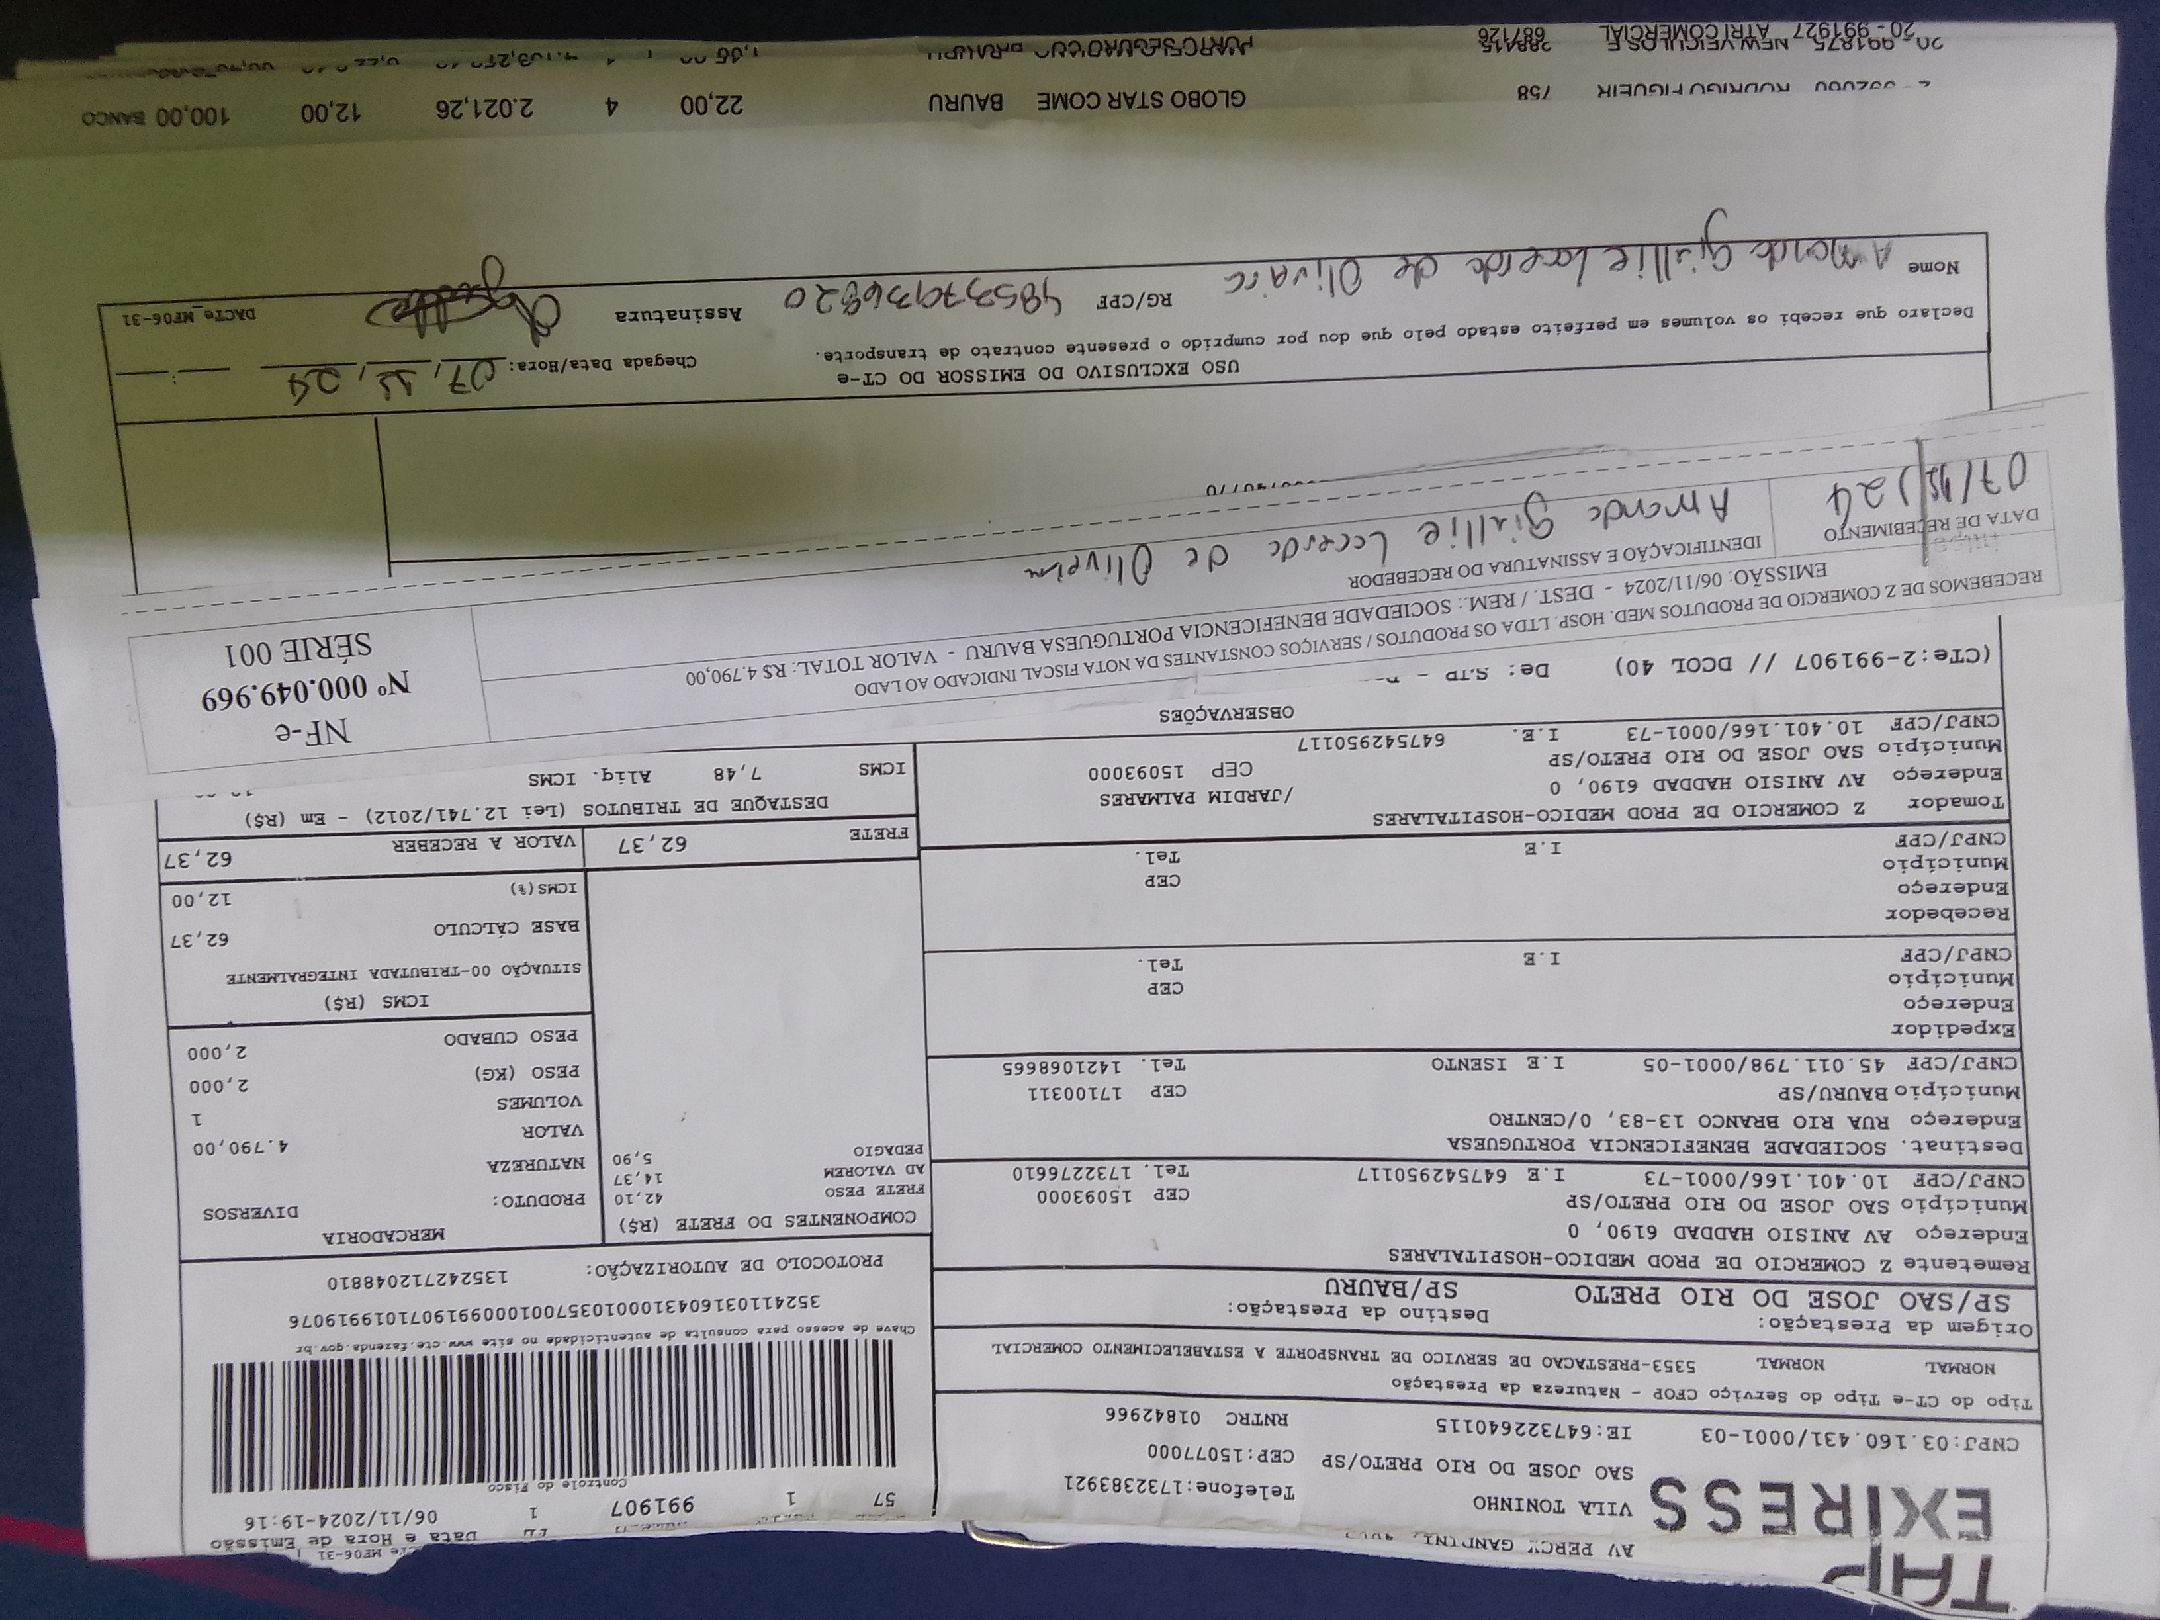 TAP
EXPRESS
AV PERCY GANDINI,
VILA TONINHO
Telefone:1732383921
SAO JOSE DO RIO PRETO/SP CEP:15077000
CNPJ:03.160.431/0001-03 IE:647322640115 RNTRC 01842966
Data e Hora de Emissão
57 1 991907 1 06/11/2024-19:16
Controle do Fisco
Chave de acesso para consulta de autenticidade no site www.cte.fazenda.gov.br
35241103160431000103570010009919071019919076
PROTOCOLO DE AUTORIZAÇÃO: 135242712048810
Tipo do CT-e Tipo do Serviço CFOP - Natureza da Prestação
NORMAL NORMAL 5353-PRESTACAO DE SERVICO DE TRANSPORTE A ESTABELECIMENTO COMERCIAL
Origem da Prestação: Destino da Prestação:
SP/SAO JOSE DO RIO PRETO SP/BAURU
Remetente Z COMERCIO DE PROD MEDICO-HOSPITALARES
Endereço AV ANISIO HADDAD 6190, 0
Município SAO JOSE DO RIO PRETO/SP CEP 15093000
CNPJ/CPF 10.401.166/0001-73 I.E 647542950117 Tel. 1732276610
Destinat. SOCIEDADE BENEFICENCIA PORTUGUESA
Endereço RUA RIO BRANCO 13-83, 0/CENTRO
Município BAURU/SP CEP 17100311
CNPJ/CPF 45.011.798/0001-05 I.E ISENTO Tel. 1421068665
Expedidor
Endereço
Município CEP
CNPJ/CPF I.E Tel.
Recebedor
Endereço
Município CEP
CNPJ/CPF I.E Tel.
Tomador Z COMERCIO DE PROD MEDICO-HOSPITALARES
Endereço AV ANISIO HADDAD 6190, 0 /JARDIM PALMARES
Município SAO JOSE DO RIO PRETO/SP CEP 15093000
CNPJ/CPF 10.401.166/0001-73 I.E. 647542950117
COMPONENTES DO FRETE (R$)
FRETE PESO 42,10
AD VALOREM 14,37
PEDAGIO 5,90
MERCADORIA
PRODUTO: DIVERSOS
NATUREZA
VALOR 4.790,00
VOLUMES 1
PESO (KG) 2,000
PESO CUBADO 2,000
ICMS (R$)
SITUAÇÃO 00-TRIBUTADA INTEGRALMENTE
BASE CÁLCULO 62,37
ICMS(%) 12,00
FRETE 62,37 VALOR A RECEBER 62,37
DESTAQUE DE TRIBUTOS (Lei 12.741/2012) - Em (R$)
ICMS 7,48 Aliq. ICMS
OBSERVAÇÕES
(CTe:2-991907 // DCOL 40) De:
RECEBEMOS DE Z COMERCIO DE PRODUTOS MED. HOSP. LTDA OS PRODUTOS / SERVIÇOS CONSTANTES DA NOTA FISCAL INDICADO AO LADO
EMISSÃO: 06/11/2024 - DEST. / REM.: SOCIEDADE BENEFICENCIA PORTUGUESA BAURU - VALOR TOTAL: R$ 4.790,00
DATA DE RECEBIMENTO IDENTIFICAÇÃO E ASSINATURA DO RECEBEDOR
07/11/24 Amanda Giullie Lacerda de Oliveira
NF-e
Nº 000.049.969
SÉRIE 001
USO EXCLUSIVO DO EMISSOR DO CT-e
Declaro que recebi os volumes em perfeito estado pelo que dou por cumprido o presente contrato de transporte.
Chegada Data/Hora: 07, 11, 24
Nome Amanda Giullie Lacerda de Oliveira RG/CPF 48537936820 Assinatura
DACTe_MF06-31
RODRIGO FIGUEIR 758 GLOBO STAR COME BAURU 22,00 4 2.021,26 12,00 100,00 BANCO
991875 NEW VEICULOS E
20 - 991927 ATRI COMERCIAL 687126